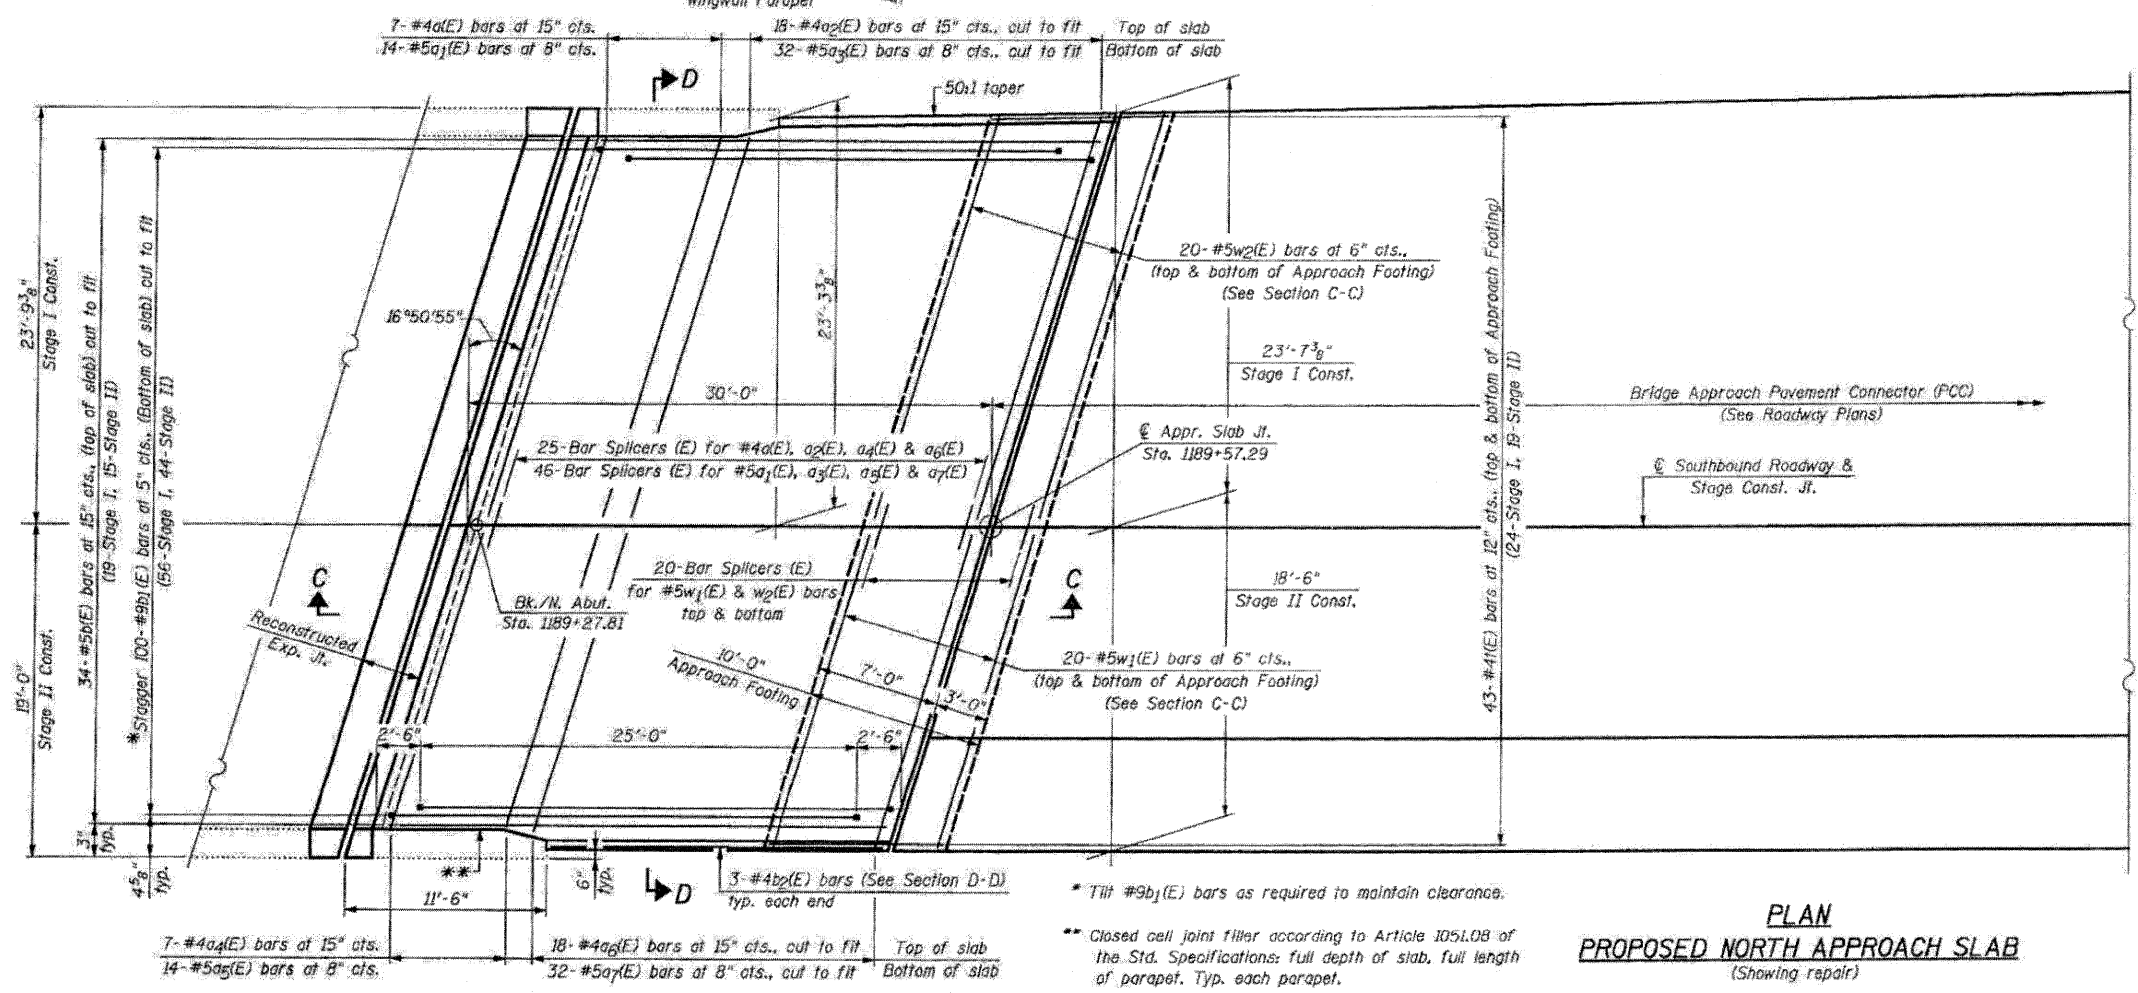 Wingwall Parapet
7-#4a(E) bars at 15" cts.
14-#5a1(E) bars at 8" cts.
18-#4a2(E) bars at 15" cts., cut to fit
32-#5a3(E) bars at 8" cts., cut to fit
Top of slab
Bottom of slab
D
50:1 taper
23'-9 3/8"
Stage I Const.
34-#5b(E) bars at 15" cts., (top of slab) cut to fit
(19-Stage I, 15-Stage II)
*Stagger 100-#9b1(E) bars at 5" cts., (Bottom of slab) cut to fit
(56-Stage I, 44-Stage II)
16°50'55"
23'-3 3/8"
20-#5w2(E) bars at 6" cts.,
(top & bottom of Approach Footing)
(See Section C-C)
23'-7 3/8"
Stage I Const.
43-#4t(E) bars at 12" cts., (top & bottom of Approach Footing)
(24-Stage I, 19-Stage II)
30'-0"
Bridge Approach Pavement Connector (PCC)
(See Roadway Plans)
25-Bar Splicers (E) for #4a(E), a2(E), a4(E) & a6(E)
46-Bar Splicers (E) for #5a1(E), a3(E), a5(E) & a7(E)
℄ Appr. Slab Jt.
Sta. 1189+57.29
℄ Southbound Roadway &
Stage Const. Jt.
C
Bk./N. Abut.
Sta. 1189+27.81
20-Bar Splicers (E)
for #5w1(E) & w2(E) bars
top & bottom
C
18'-6"
Stage II Const.
19'-0"
Stage II Const.
Reconstructed
Exp. Jt.
10'-0"
Approach Footing
7'-0"
3'-0"
20-#5w1(E) bars at 6" cts.,
(top & bottom of Approach Footing)
(See Section C-C)
2'-6"
25'-0"
2'-6"
3"
typ.
4 5/8"
typ.
**
11'-6"
6"
typ.
D
3-#4b2(E) bars (See Section D-D)
typ. each end
7-#4a4(E) bars at 15" cts.
14-#5a5(E) bars at 8" cts.
18-#4a6(E) bars at 15" cts., cut to fit
32-#5a7(E) bars at 8" cts., cut to fit
Top of slab
Bottom of slab
* Tilt #9b1(E) bars as required to maintain clearance.
** Closed cell joint filler according to Article 1051.08 of
the Std. Specifications: full depth of slab, full length
of parapet. Typ. each parapet.
PLAN
PROPOSED NORTH APPROACH SLAB
(Showing repair)